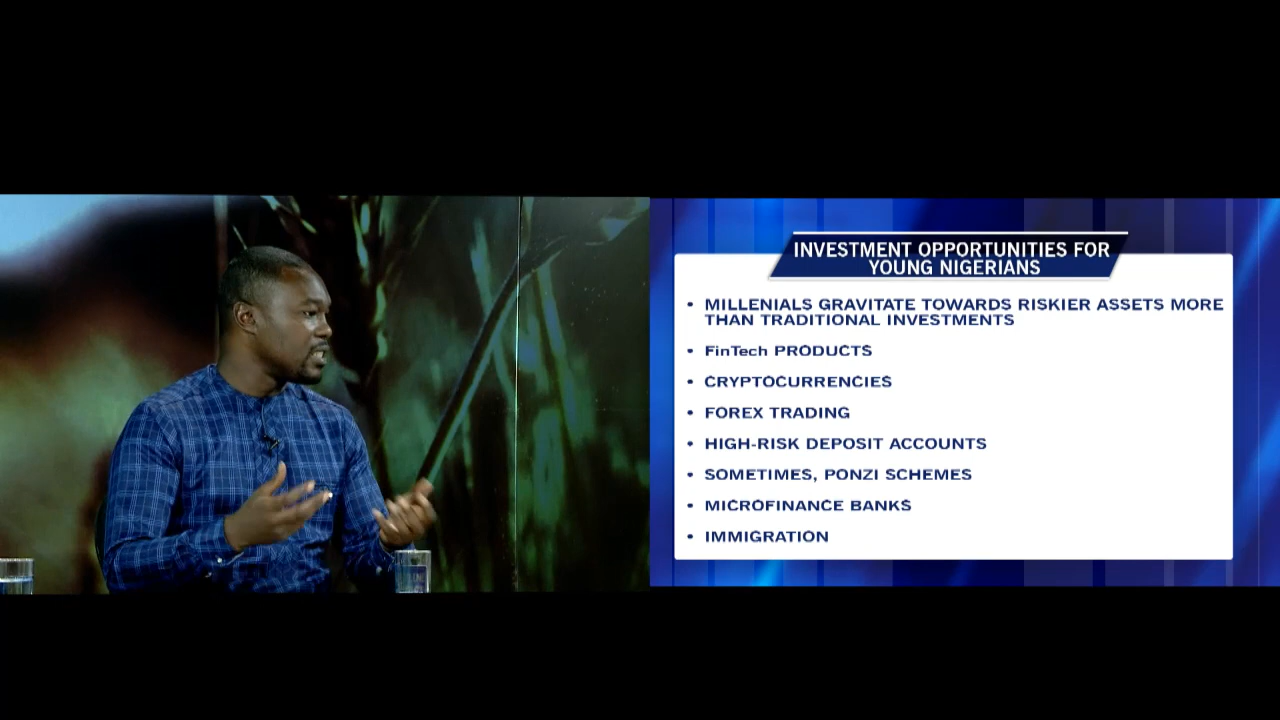 INVESTMENT OPPORTUNITIES FOR
YOUNG NIGERIANS
• MILLENIALS GRAVITATE TOWARDS RISKIER ASSETS MORE
THAN TRADITIONAL INVESTMENTS
• FinTech PRODUCTS
• CRYPTOCURRENCIES
• FOREX TRADING
• HIGH-RISK DEPOSIT ACCOUNTS
• SOMETIMES, PONZI SCHEMES
• MICROFINANCE BANKS
• IMMIGRATION